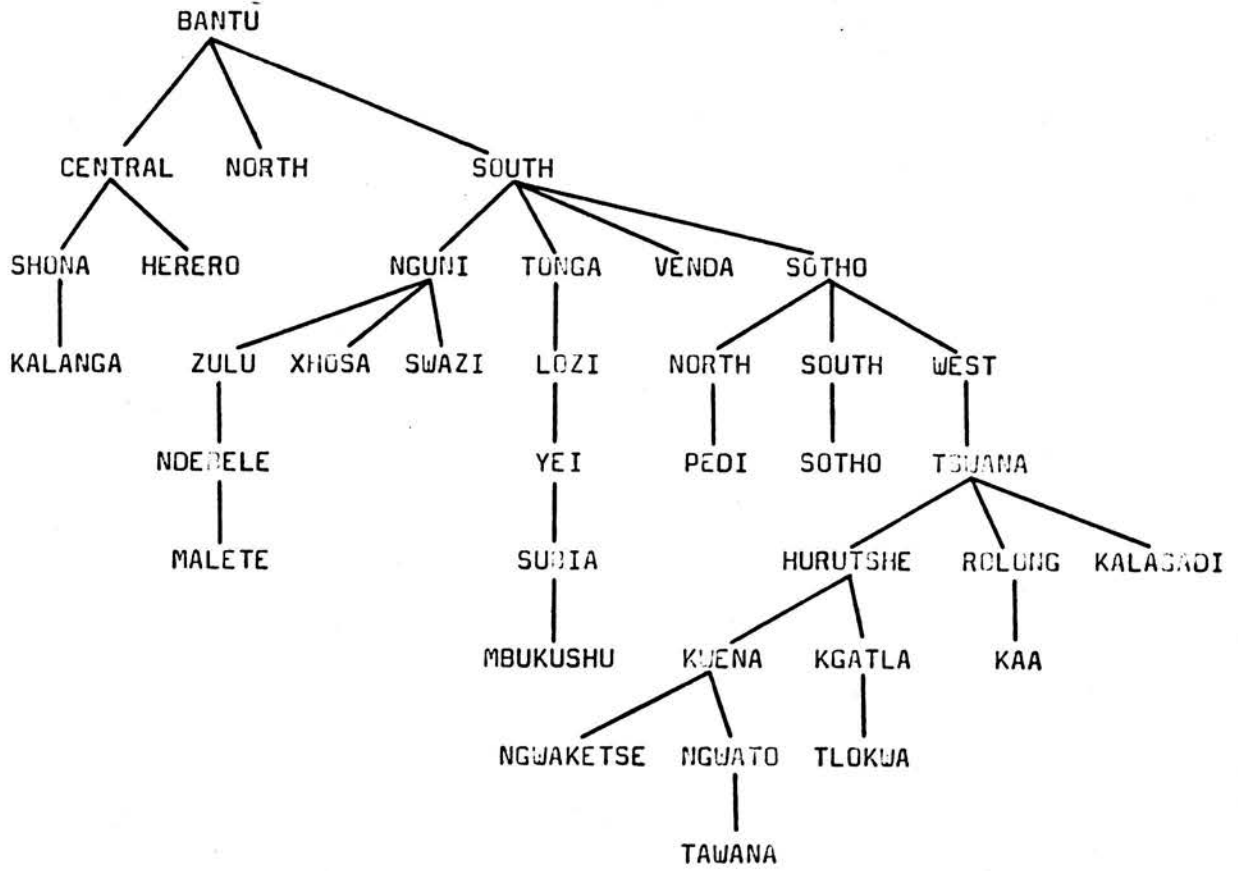 BANTU
CENTRAL NORTH SOUTH
SHONA HERERO NGUNI TONGA VENDA SOTHO
KALANGA ZULU XHOSA SWAZI LOZI NORTH SOUTH WEST
NDEBELE YEI PEDI SOTHO TSWANA
MALETE SUBIA HURUTSHE ROLONG KALAGADI
MBUKUSHU KWENA KGATLA KAA
NGWAKETSE NGWATO TLOKWA
TAWANA